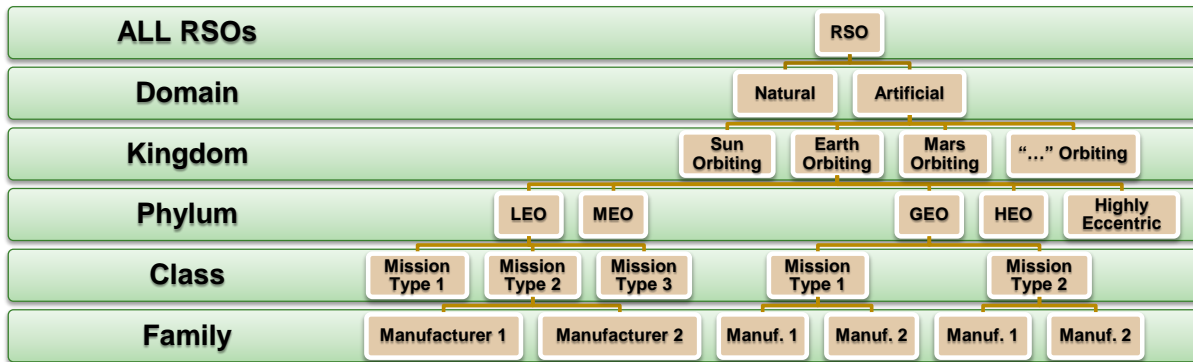 ALL RSOs
RSO
Domain
Natural
Artificial
Kingdom
Sun
Orbiting
Earth
Orbiting
Mars
Orbiting
“…” Orbiting
Phylum
LEO
MEO
GEO
HEO
Highly
Eccentric
Class
Mission
Type 1
Mission
Type 2
Mission
Type 3
Mission
Type 1
Mission
Type 2
Family
Manufacturer 1
Manufacturer 2
Manuf. 1
Manuf. 2
Manuf. 1
Manuf. 2